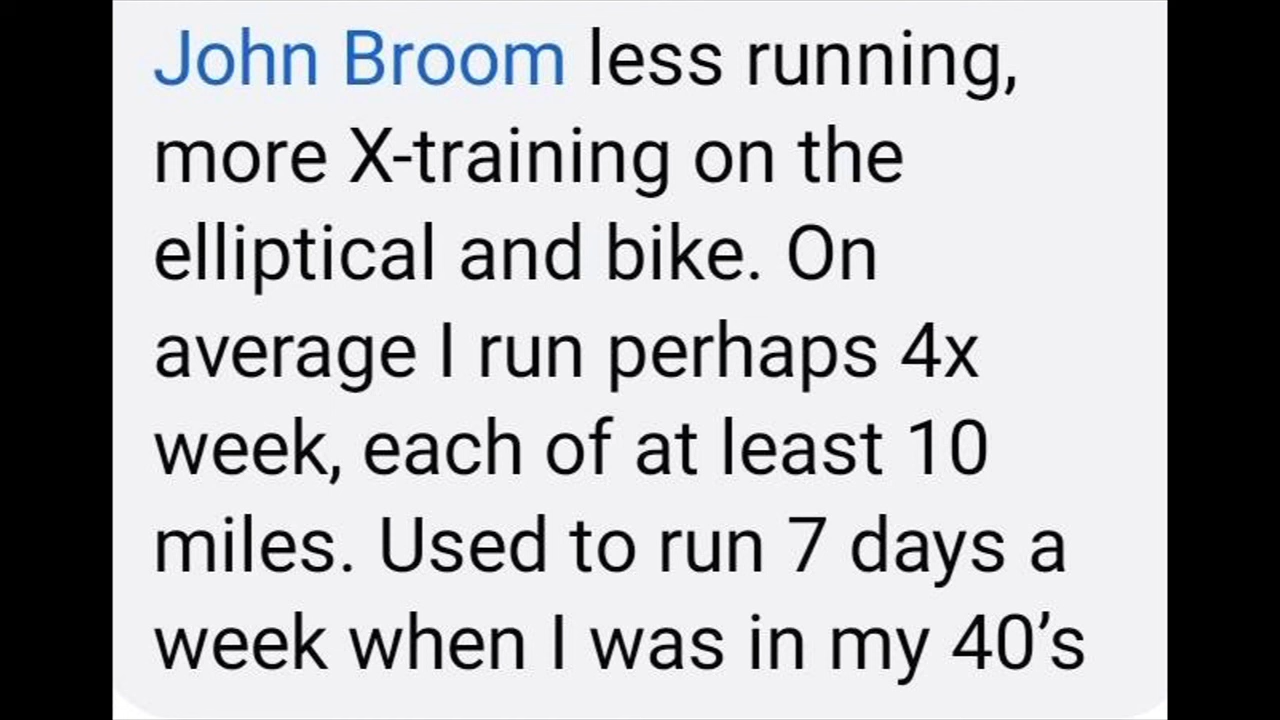 John Broom less running,
more X-training on the
elliptical and bike. On
average I run perhaps 4x
week, each of at least 10
miles. Used to run 7 days a
week when I was in my 40’s